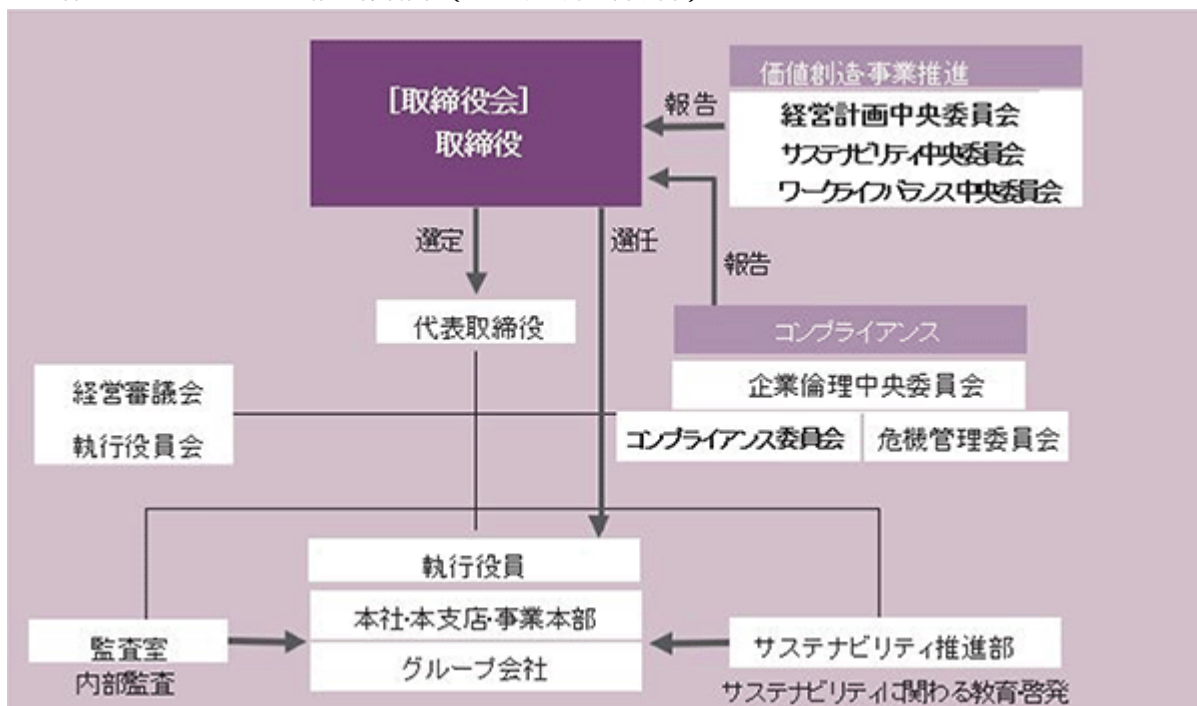 [取締役会]
取締役
報告
価値創造・事業推進
経営計画中央委員会
サステナビリティ中央委員会
ワークライフバランス中央委員会
選定
選任
報告
代表取締役
コンプライアンス
企業倫理中央委員会
コンプライアンス委員会
危機管理委員会
経営審議会
執行役員会
執行役員
本社・本支店・事業本部
グループ会社
監査室
内部監査
サステナビリティ推進部
サステナビリティに関わる教育・啓発